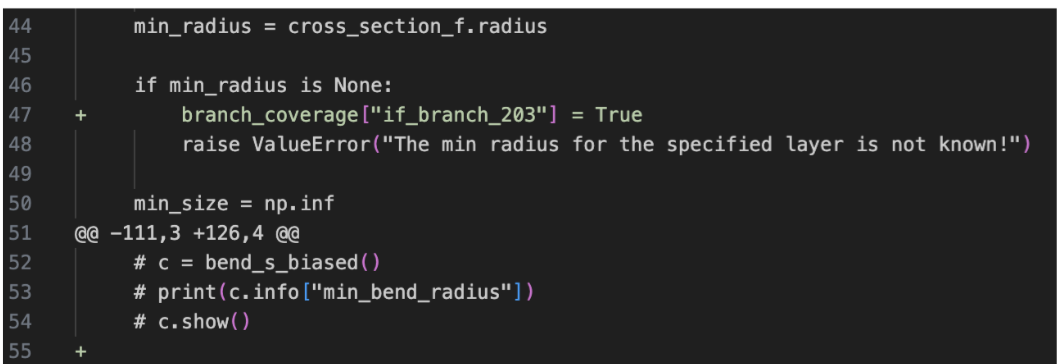 44 min_radius = cross_section_f.radius
45
46 if min_radius is None:
47 + branch_coverage["if_branch_203"] = True
48 raise ValueError("The min radius for the specified layer is not known!")
49
50 min_size = np.inf
51 @@ -111,3 +126,4 @@
52 # c = bend_s_biased()
53 # print(c.info["min_bend_radius"])
54 # c.show()
55 +